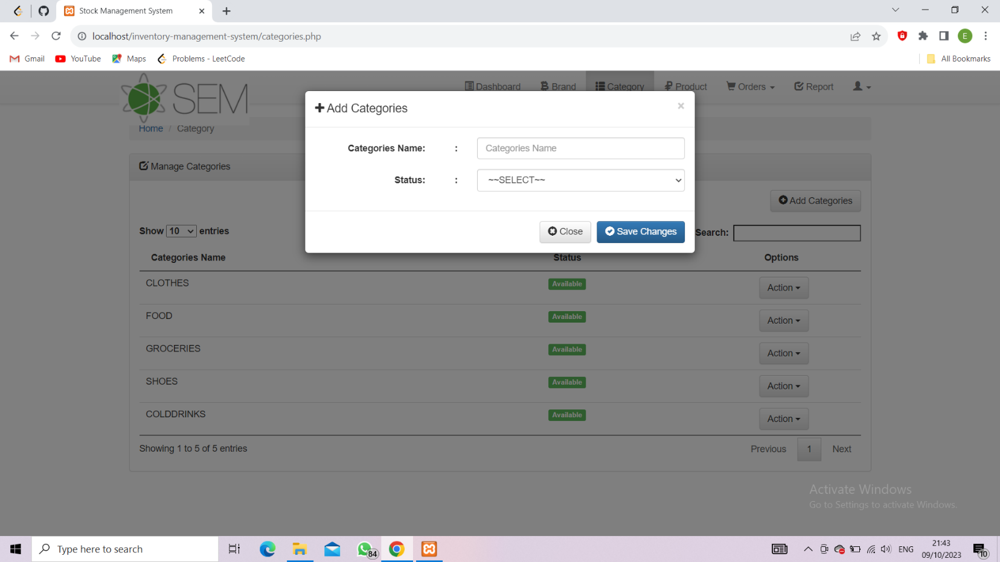 Stock Management System
localhost/inventory-management-system/categories.php
E
Gmail YouTube Maps Problems - LeetCode All Bookmarks
SEM
Dashboard Brand Category Product Orders Report
Home / Category
+ Add Categories ×
Categories Name: : Categories Name
Status: : ~~SELECT~~
Close Save Changes
Manage Categories
Add Categories
Show 10 entries
Search:
Categories Name Status Options
CLOTHES Available Action
FOOD Available Action
GROCERIES Available Action
SHOES Available Action
COLDDRINKS Available Action
Showing 1 to 5 of 5 entries
Previous 1 Next
Activate Windows
Go to Settings to activate Windows.
Type here to search
84
ENG
21:43
09/10/2023
10